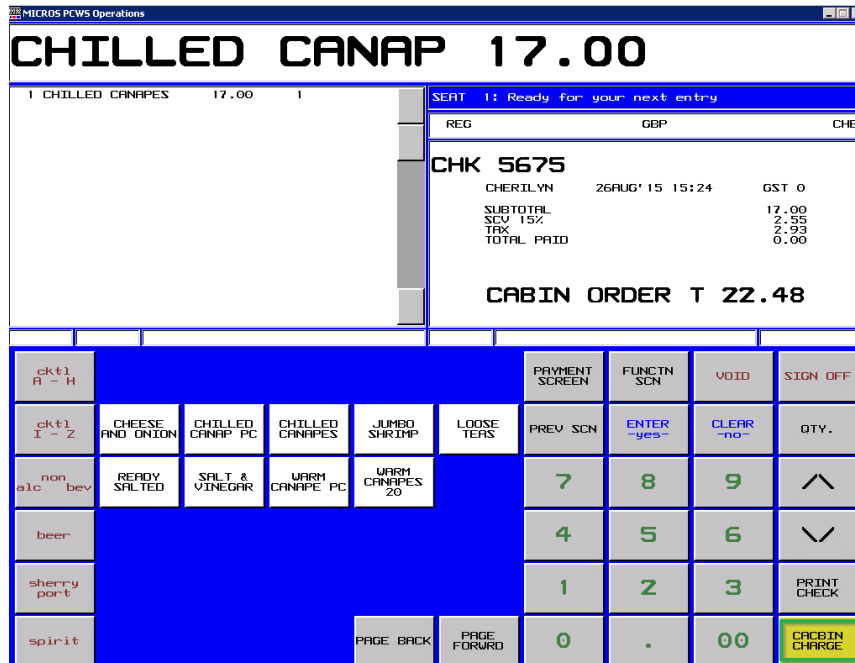 MICROS PCWS Operations
CHILLED CANAP 17.00
1 CHILLED CANAPES 17.00 1
SEAT 1: Ready for your next entry
REG GBP CHE
CHK 5675
CHERILYN 26AUG'15 15:24 GST 0
SUBTOTAL 17.00
SCV 15% 2.55
TAX 2.93
TOTAL PAID 0.00
CABIN ORDER T 22.48
cktl
A - H
PAYMENT
SCREEN
FUNCTN
SCN
VOID
SIGN OFF
cktl
I - Z
CHEESE
AND ONION
CHILLED
CANAP PC
CHILLED
CANAPES
JUMBO
SHRIMP
LOOSE
TEAS
PREV SCN
ENTER
-yes-
CLEAR
-no-
QTY.
non
alc bev
READY
SALTED
SALT &
VINEGAR
WARM
CANAPE PC
WARM
CANAPES
20
7
8
9
beer
4
5
6
sherry
port
1
2
3
PRINT
CHECK
spirit
PAGE BACK
PAGE
FORWRD
0
.
00
CACBIN
CHARGE